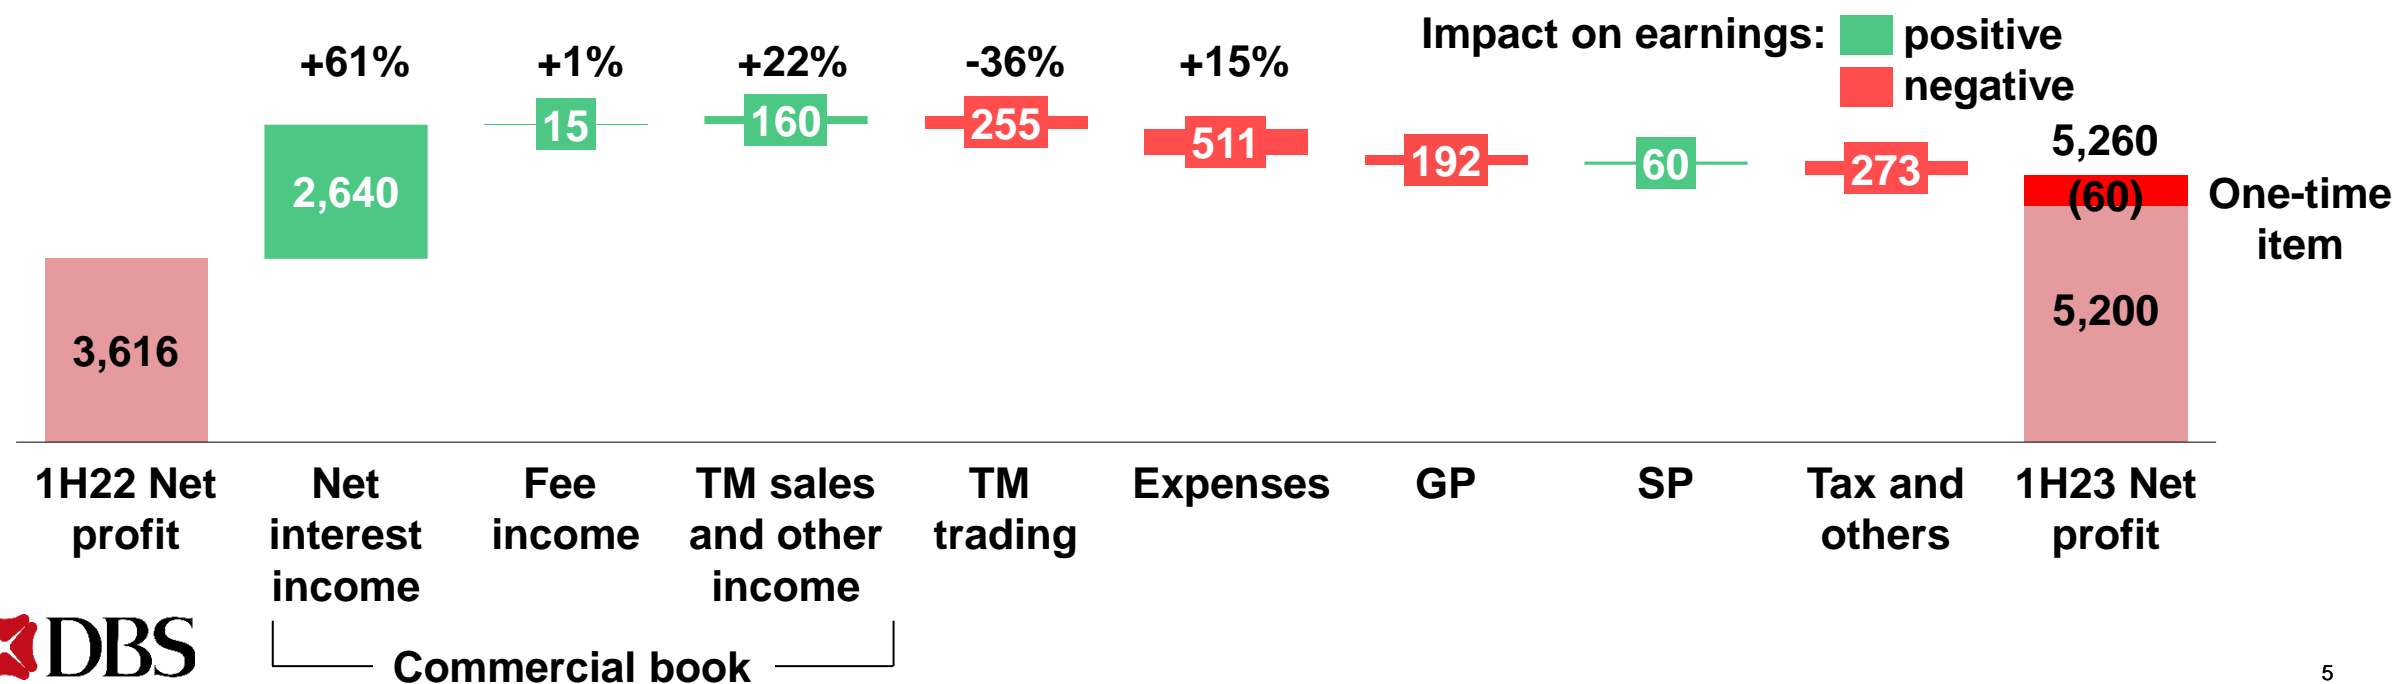 Impact on earnings:
positive
negative
+61%
+1%
+22%
-36%
+15%
3,616
2,640
15
160
255
511
192
60
273
5,260
(60)
5,200
One-time
item
1H22 Net
profit
Net
interest
income
Fee
income
TM sales
and other
income
TM
trading
Expenses
GP
SP
Tax and
others
1H23 Net
profit
Commercial book
DBS
5